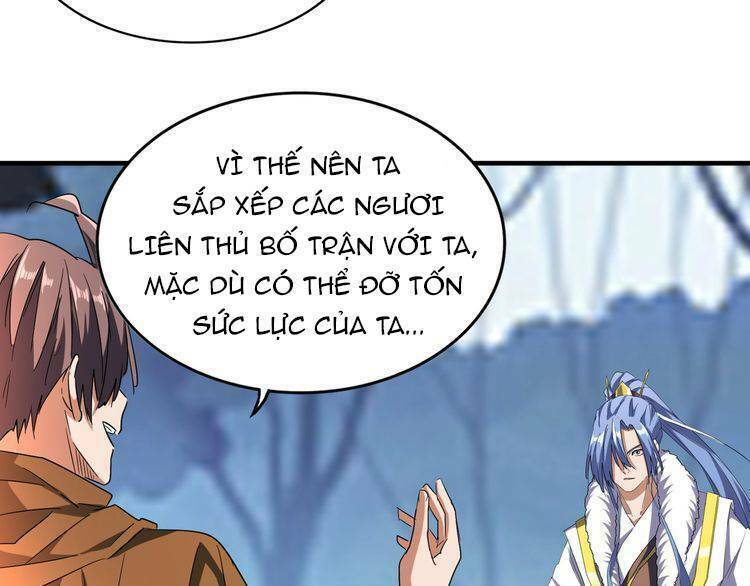 VÌ THẾ NÊN TA
SẮP XẾP CÁC NGƯƠI
LIÊN THỦ BỐ TRẬN VỚI TA,
MẶC DÙ CÓ THỂ ĐỠ TỐN
SỨC LỰC CỦA TA...